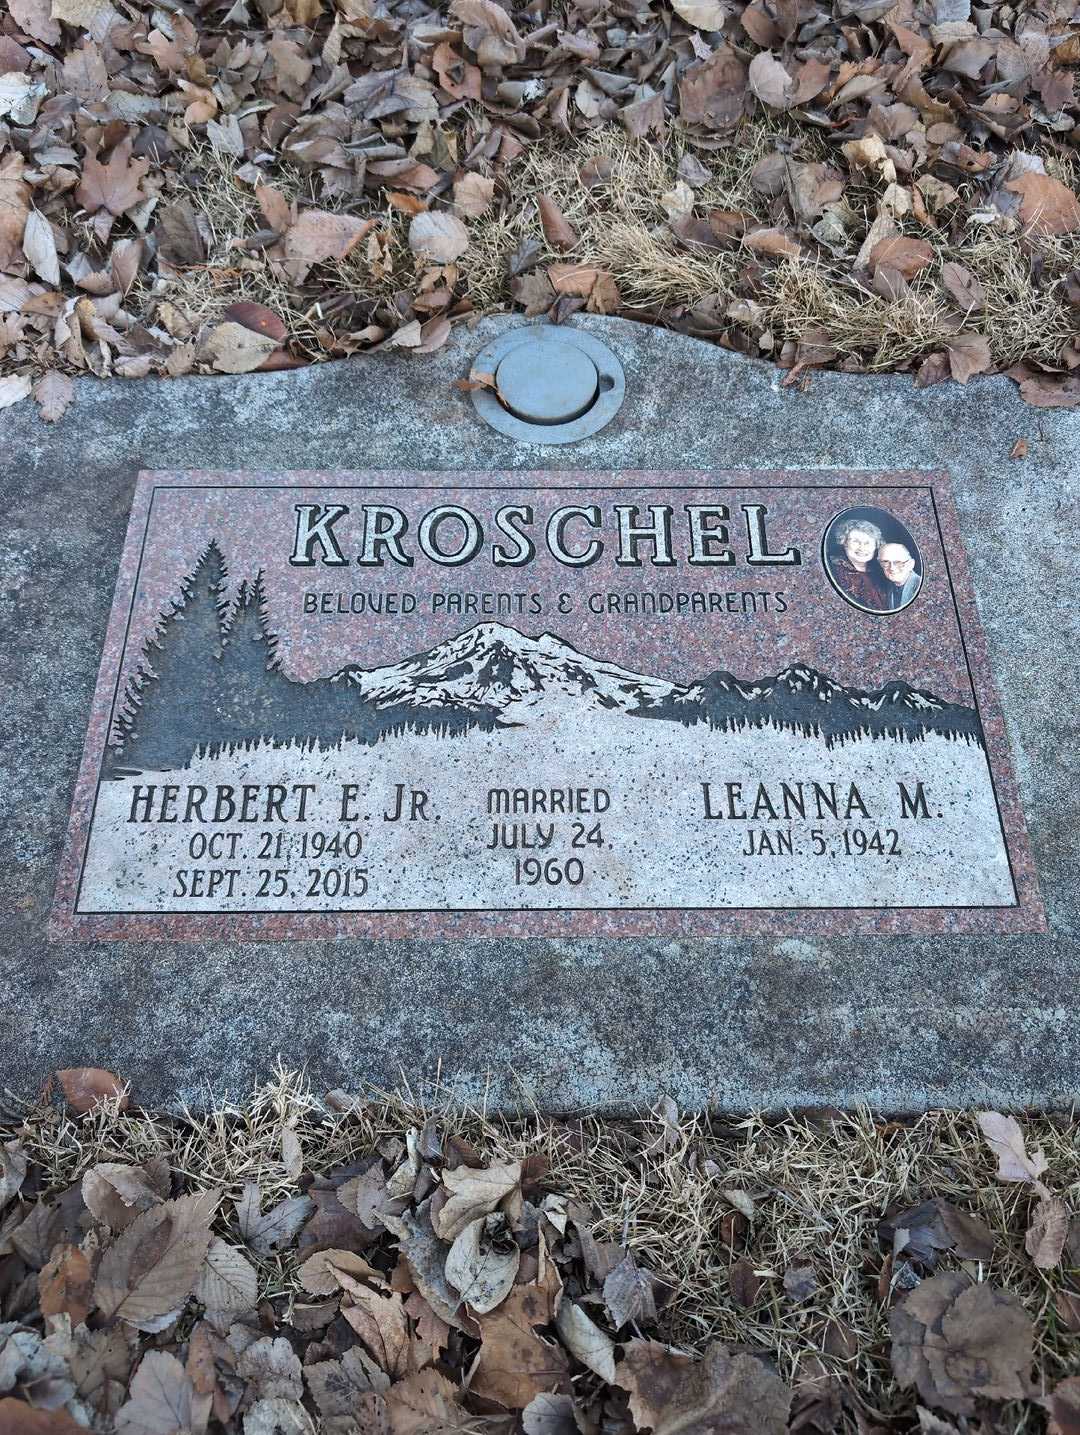 KROSCHEL
BELOVED PARENTS & GRANDPARENTS
HERBERT E. JR.
OCT. 21, 1940
SEPT. 25, 2015
MARRIED
JULY 24,
1960
LEANNA M.
JAN. 5, 1942